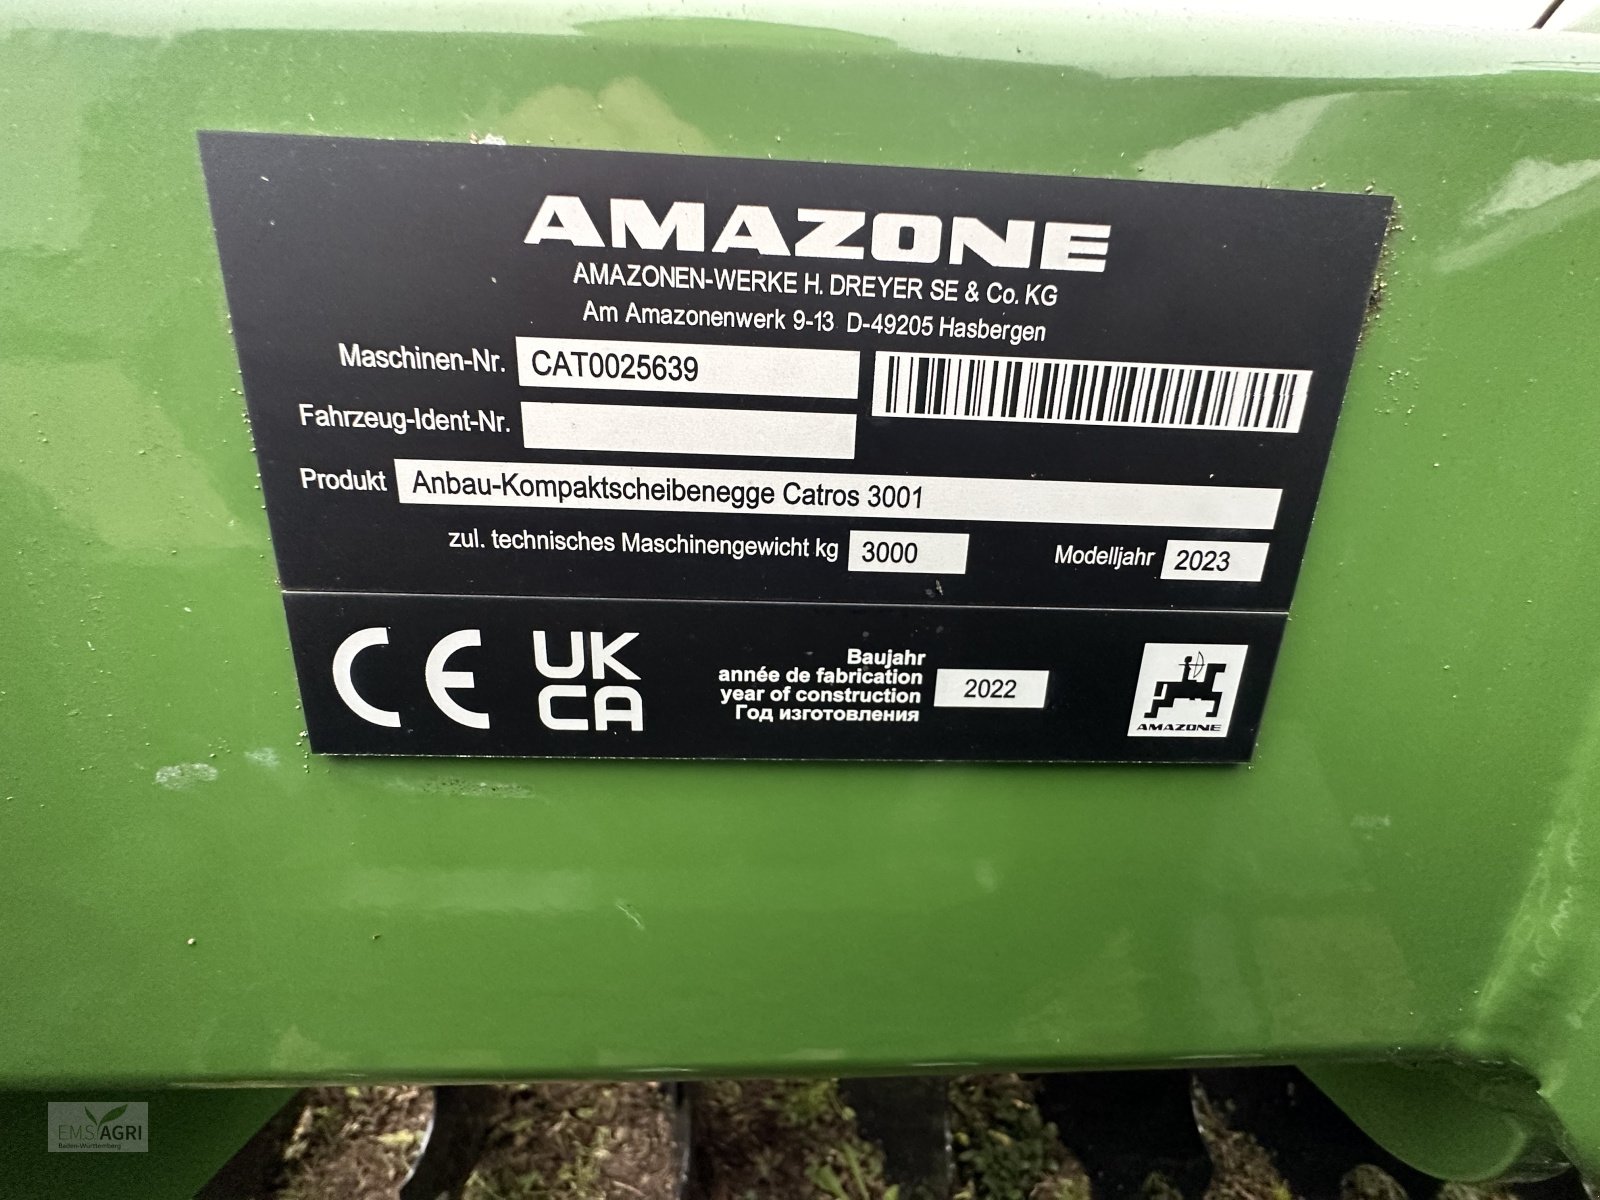 AMAZONE
AMAZONEN-WERKE H. DREYER SE & Co. KG
Am Amazonenwerk 9-13 D-49205 Hasbergen
Maschinen-Nr. CAT0025639
Fahrzeug-Ident-Nr.
Produkt Anbau-Kompaktscheibenegge Catros 3001
zul. technisches Maschinengewicht kg 3000 Modelljahr 2023
CE UK
CA
Baujahr
année de fabrication
year of construction
Год изготовления
2022
AMAZONE
EMS AGRI
Baden-Württemberg